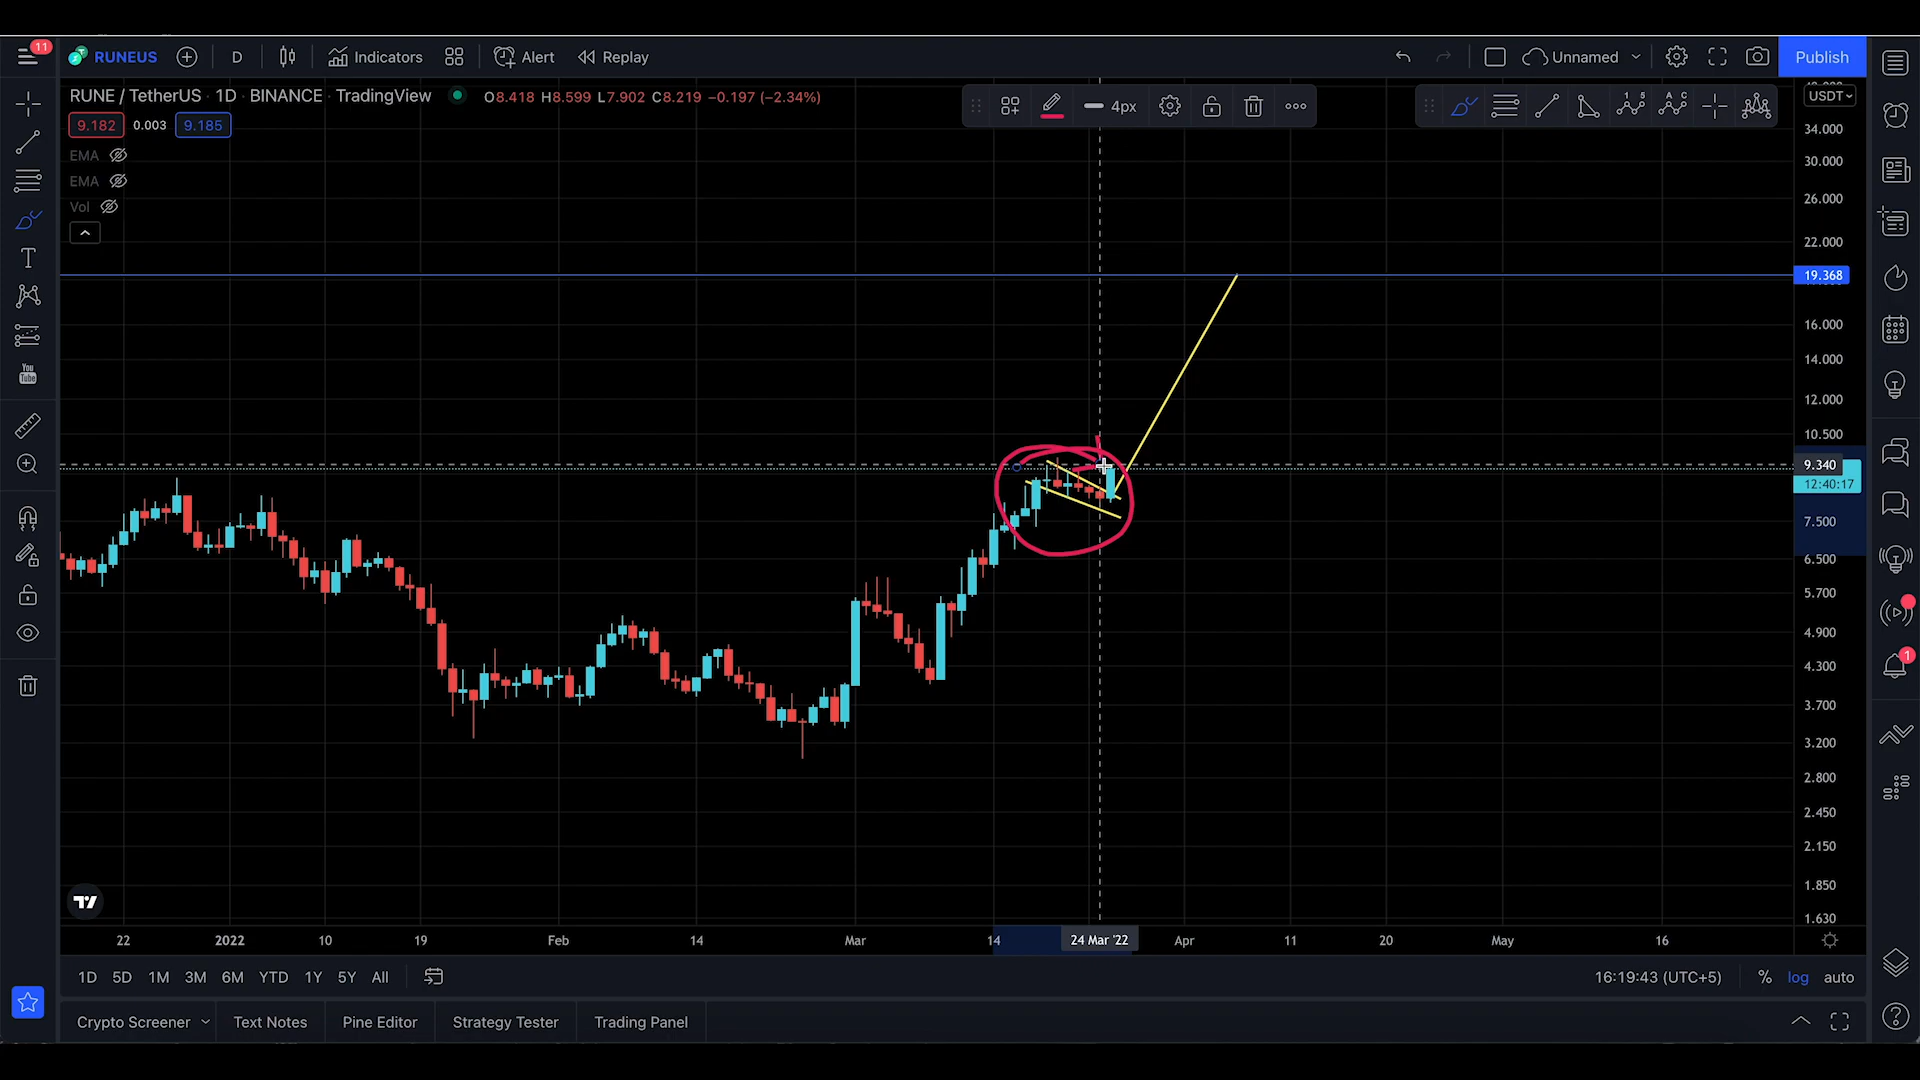 11
RUNEUS D Indicators Alert Replay Unnamed Publish
RUNE / TetherUS · 1D · BINANCE · TradingView O8.418 H8.599 L7.902 C8.219 −0.197 (−2.34%)
4px
1 5
A C
USDT
9.182 0.003 9.185
EMA
EMA
Vol
34.000
30.000
26.000
22.000
19.368
16.000
14.000
12.000
10.500
9.340
12:40:17
7.500
6.500
5.700
4.900
4.300
3.700
3.200
2.800
2.450
2.150
1.850
1.630
T
You
Tube
1
22 2022 10 19 Feb 14 Mar 14 24 Mar '22 Apr 11 20 May 16
1D 5D 1M 3M 6M YTD 1Y 5Y All 16:19:43 (UTC+5) % log auto
Crypto Screener Text Notes Pine Editor Strategy Tester Trading Panel